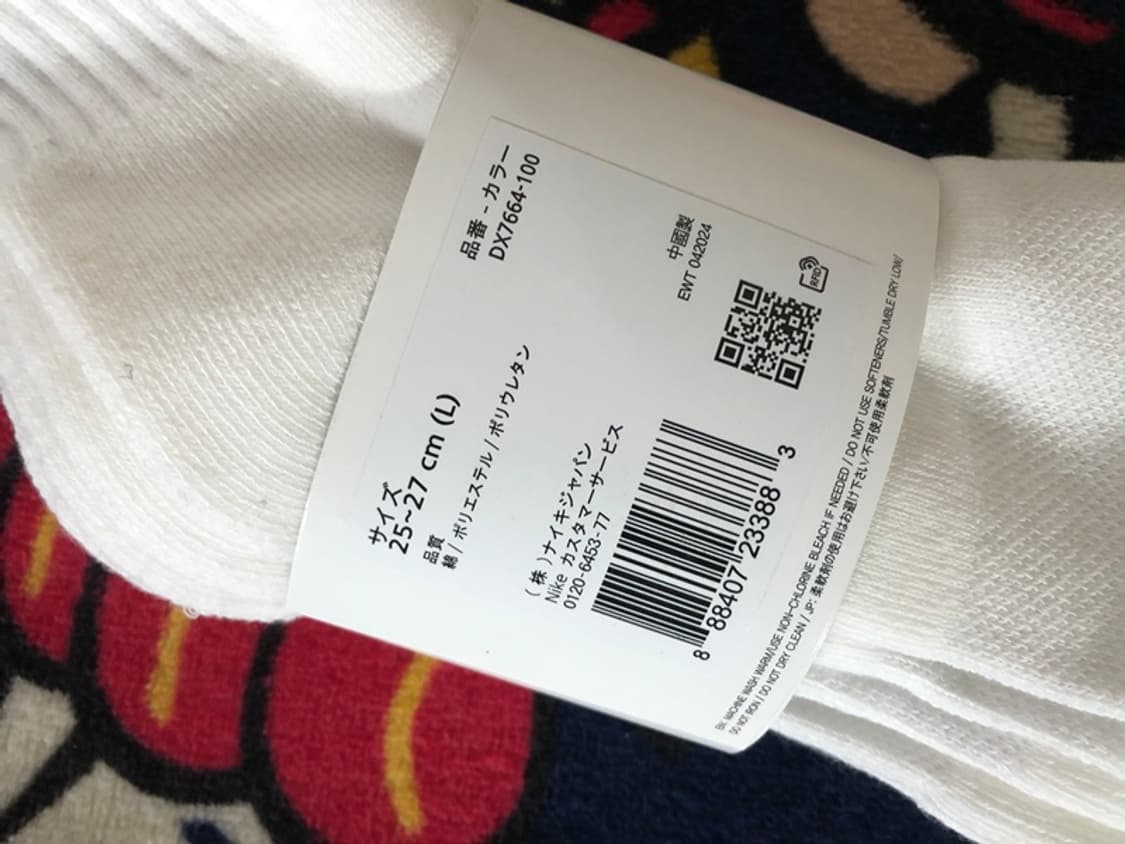 品番 - カラー
DX7664-100
サイズ
25~27 cm (L)
品質
綿 / ポリエステル / ポリウレタン
中國製
EWT 042024
RFID
(株)ナイキジャパン
Nike カスタマーサービス
0120-6453-77
8 88407 23388 3
EN: MACHINE WASH WARM/USE NON-CHLORINE BLEACH IF NEEDED / DO NOT USE SOFTENERS/TUMBLE DRY LOW/
DO NOT IRON / DO NOT DRY CLEAN / JP: 柔軟剤の使用はお避け下さい/不可使用柔軟劑